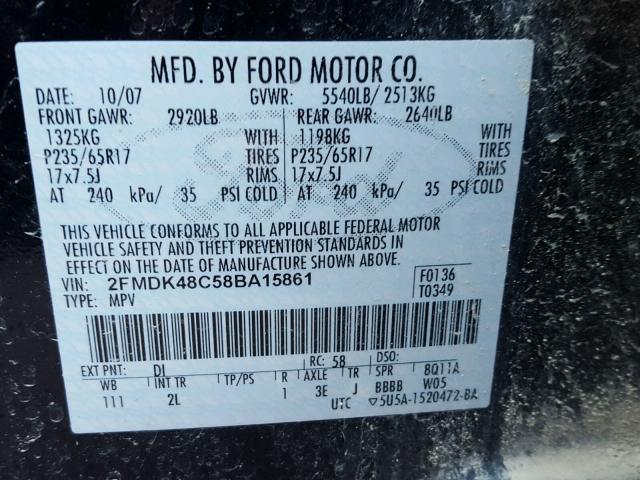 MFD. BY FORD MOTOR CO.
DATE: 10/07 GVWR: 5540LB/ 2513KG
FRONT GAWR: 2920LB REAR GAWR: 2640LB
1325KG WITH 1198KG WITH
P235/65R17 TIRES P235/65R17 TIRES
17x7.5J RIMS 17x7.5J RIMS
AT 240 kPa/ 35 PSI COLD AT 240 kPa/ 35 PSI COLD
THIS VEHICLE CONFORMS TO ALL APPLICABLE FEDERAL MOTOR
VEHICLE SAFETY AND THEFT PREVENTION STANDARDS IN
EFFECT ON THE DATE OF MANUFACTURE SHOWN ABOVE.
VIN: 2FMDK48C58BA15861 F0136
TYPE: MPV T0349
EXT PNT: DI RC: 58 DSO:
WB INT TR TP/PS R AXLE TR SPR 8Q11A
111 2L 1 3E J BBBB W05
UTC ▽5U5A-1520472-BA
Ford